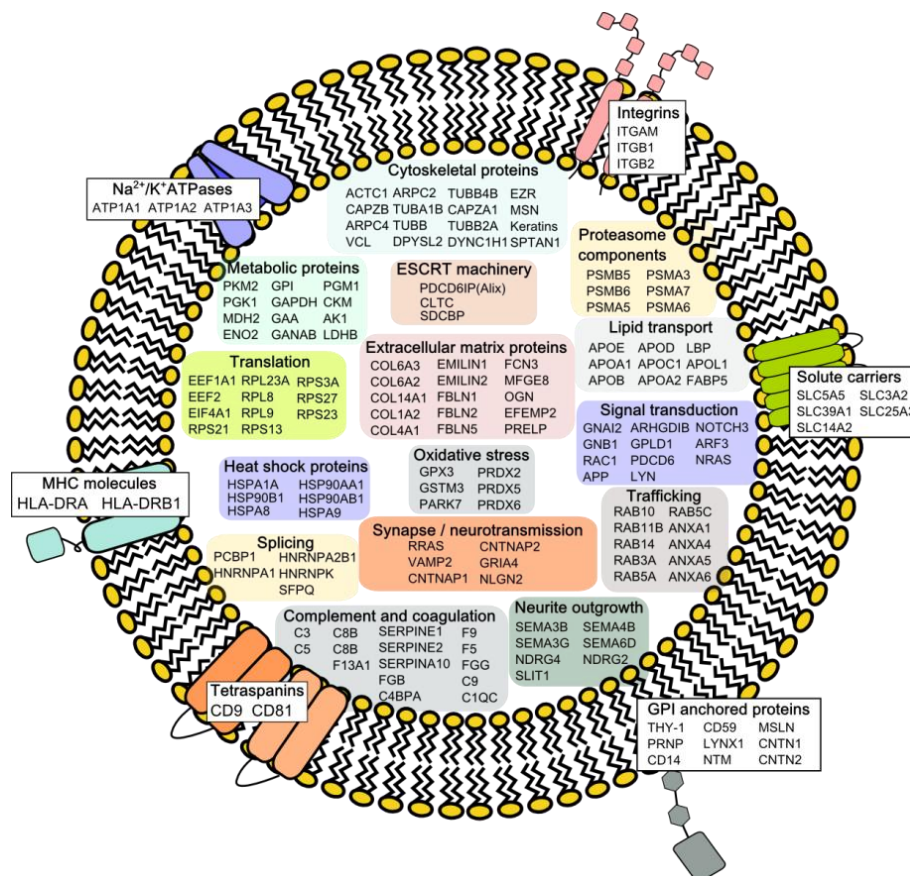 Integrins
ITGAM
ITGB1
ITGB2
Na²⁺/K⁺ATPases
ATP1A1 ATP1A2 ATP1A3
Cytoskeletal proteins
ACTC1 ARPC2 TUBB4B EZR
CAPZB TUBA1B CAPZA1 MSN
ARPC4 TUBB TUBB2A Keratins
VCL DPYSL2 DYNC1H1 SPTAN1
Proteasome
components
PSMB5 PSMA3
PSMB6 PSMA7
PSMA5 PSMA6
Metabolic proteins
PKM2 GPI PGM1
PGK1 GAPDH CKM
MDH2 GAA AK1
ENO2 GANAB LDHB
ESCRT machinery
PDCD6IP(Alix)
CLTC
SDCBP
Lipid transport
APOE APOD LBP
APOA1 APOC1 APOL1
APOB APOA2 FABP5
Translation
EEF1A1 RPL23A RPS3A
EEF2 RPL8 RPS27
EIF4A1 RPL9 RPS23
RPS21 RPS13
Extracellular matrix proteins
COL6A3 EMILIN1 FCN3
COL6A2 EMILIN2 MFGE8
COL14A1 FBLN1 OGN
COL1A2 FBLN2 EFEMP2
COL4A1 FBLN5 PRELP
Solute carriers
SLC5A5 SLC3A2
SLC39A1 SLC25A3
SLC14A2
Signal transduction
GNAI2 ARHGDIB NOTCH3
GNB1 GPLD1 ARF3
RAC1 PDCD6 NRAS
APP LYN
Heat shock proteins
HSPA1A HSP90AA1
HSP90B1 HSP90AB1
HSPA8 HSPA9
Oxidative stress
GPX3 PRDX2
GSTM3 PRDX5
PARK7 PRDX6
MHC molecules
HLA-DRA HLA-DRB1
Trafficking
RAB10 RAB5C
RAB11B ANXA1
RAB14 ANXA4
RAB3A ANXA5
RAB5A ANXA6
Splicing
PCBP1 HNRNPA2B1
HNRNPA1 HNRNPK
SFPQ
Synapse / neurotransmission
RRAS CNTNAP2
VAMP2 GRIA4
CNTNAP1 NLGN2
Complement and coagulation
C3 C8B SERPINE1 F9
C5 C8B SERPINE2 F5
F13A1 SERPINA10 FGG
FGB C9
C4BPA C1QC
Neurite outgrowth
SEMA3B SEMA4B
SEMA3G SEMA6D
NDRG4 NDRG2
SLIT1
Tetraspanins
CD9 CD81
GPI anchored proteins
THY-1 CD59 MSLN
PRNP LYNX1 CNTN1
CD14 NTM CNTN2